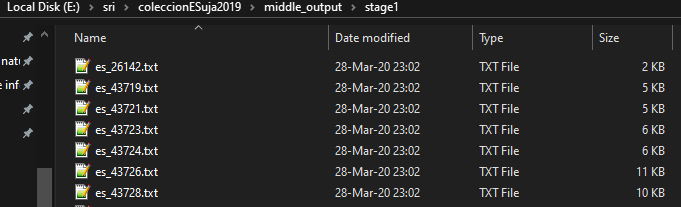 Local Disk (E:) > sri > coleccionESuja2019 > middle_output > stage1
Name Date modified Type Size
es_26142.txt 28-Mar-20 23:02 TXT File 2 KB
natu es_43719.txt 28-Mar-20 23:02 TXT File 5 KB
e info es_43721.txt 28-Mar-20 23:02 TXT File 5 KB
es_43723.txt 28-Mar-20 23:02 TXT File 6 KB
es_43724.txt 28-Mar-20 23:02 TXT File 6 KB
es_43726.txt 28-Mar-20 23:02 TXT File 11 KB
es_43728.txt 28-Mar-20 23:02 TXT File 10 KB